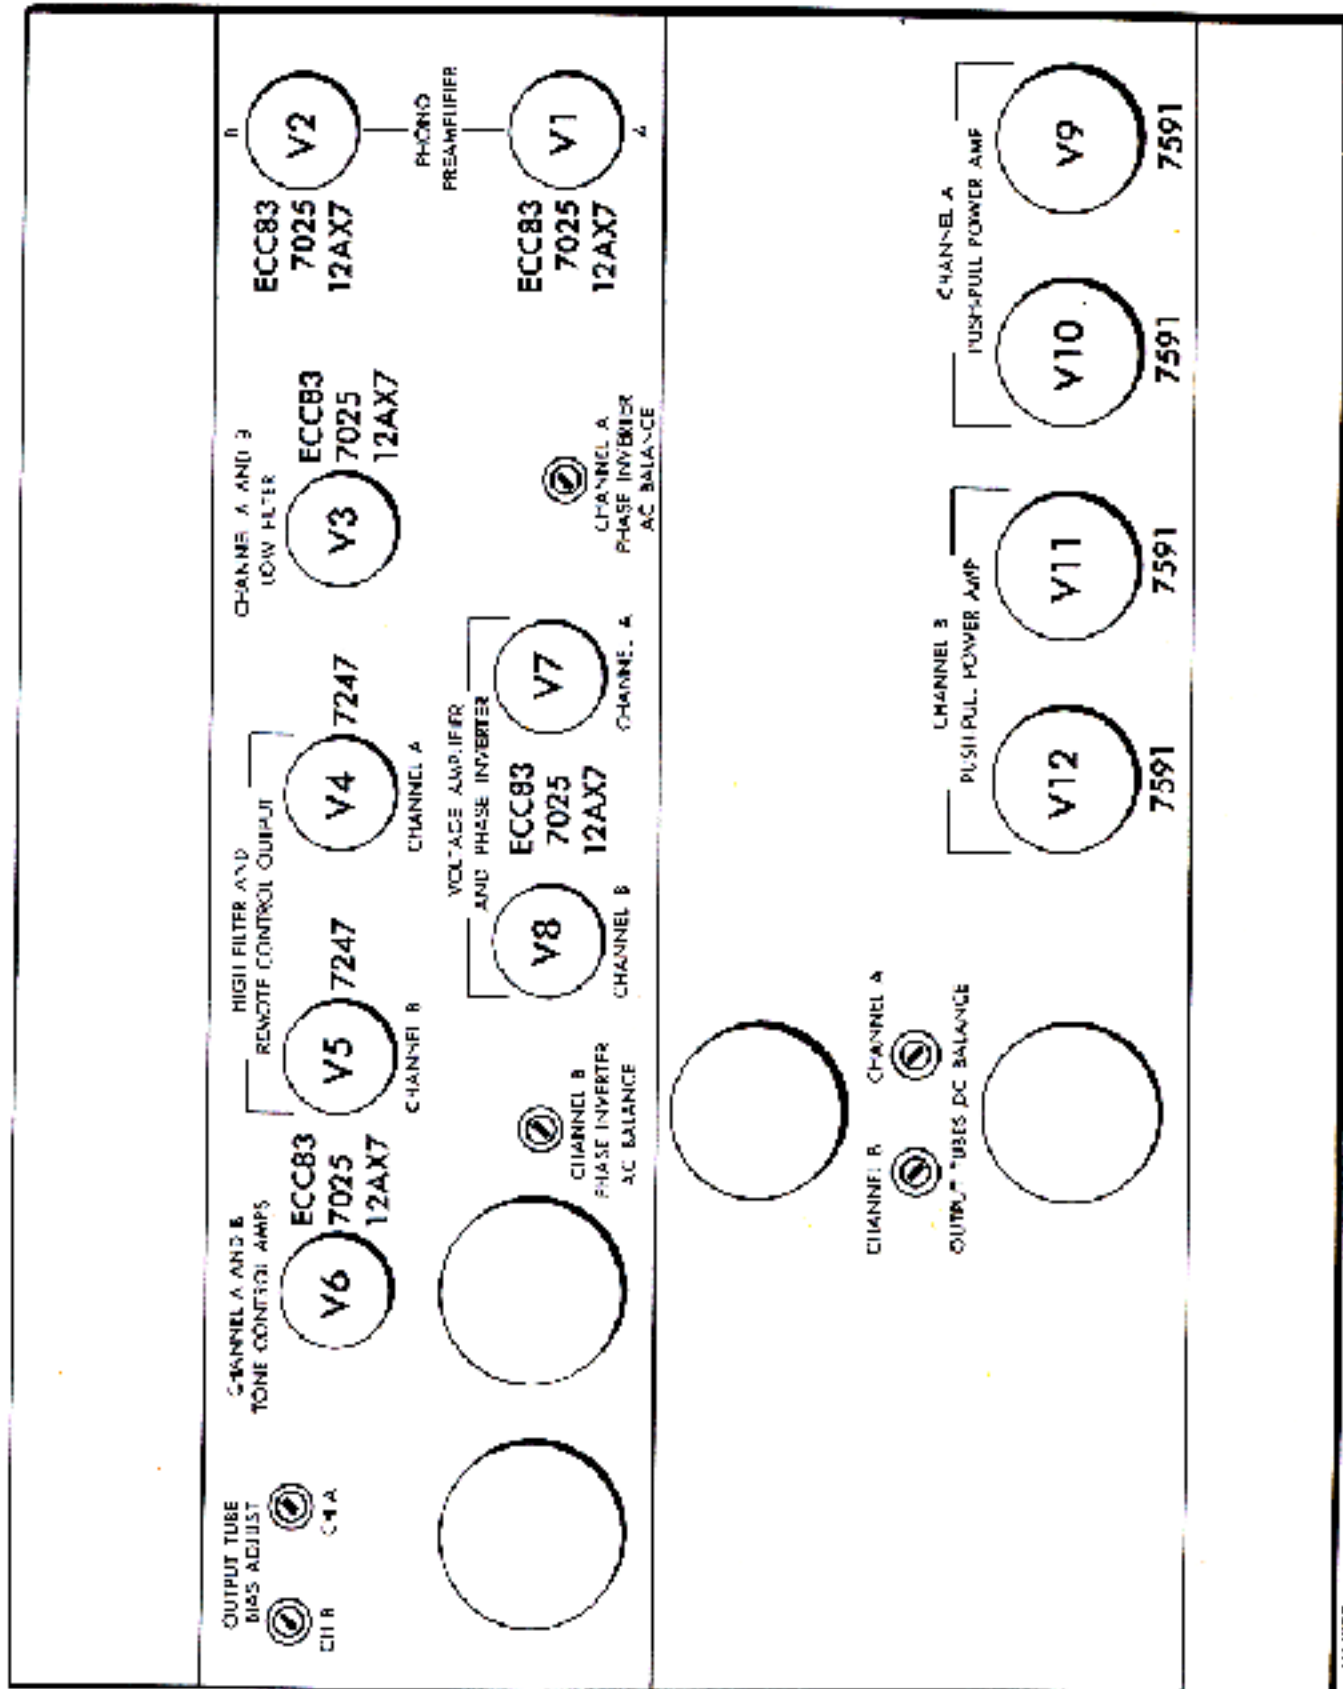 OUTPUT TUBE
BIAS ADJUST
CH B
CH A
CHANNEL A AND B
TONE CONTROL AMPS
V6
ECC83
7025
12AX7
HIGH FILTER AND
REMOTE CONTROL OUTPUT
V5
7247
CHANNEL B
V4
7247
CHANNEL A
CHANNEL A AND B
LOW FILTER
V3
ECC83
7025
12AX7
B
V2
ECC83
7025
12AX7
PHONO
PREAMPLIFIER
V1
A
ECC83
7025
12AX7
CHANNEL B
PHASE INVERTER
AC BALANCE
VOLTAGE AMPLIFIER
AND PHASE INVERTER
V8
CHANNEL B
ECC83
7025
12AX7
V7
CHANNEL A
CHANNEL A
PHASE INVERTER
AC BALANCE
CHANNEL B
CHANNEL A
OUTPUT TUBES DC BALANCE
CHANNEL B
PUSH-PULL POWER AMP
V12
7591
V11
7591
CHANNEL A
PUSH-PULL POWER AMP
V10
7591
V9
7591